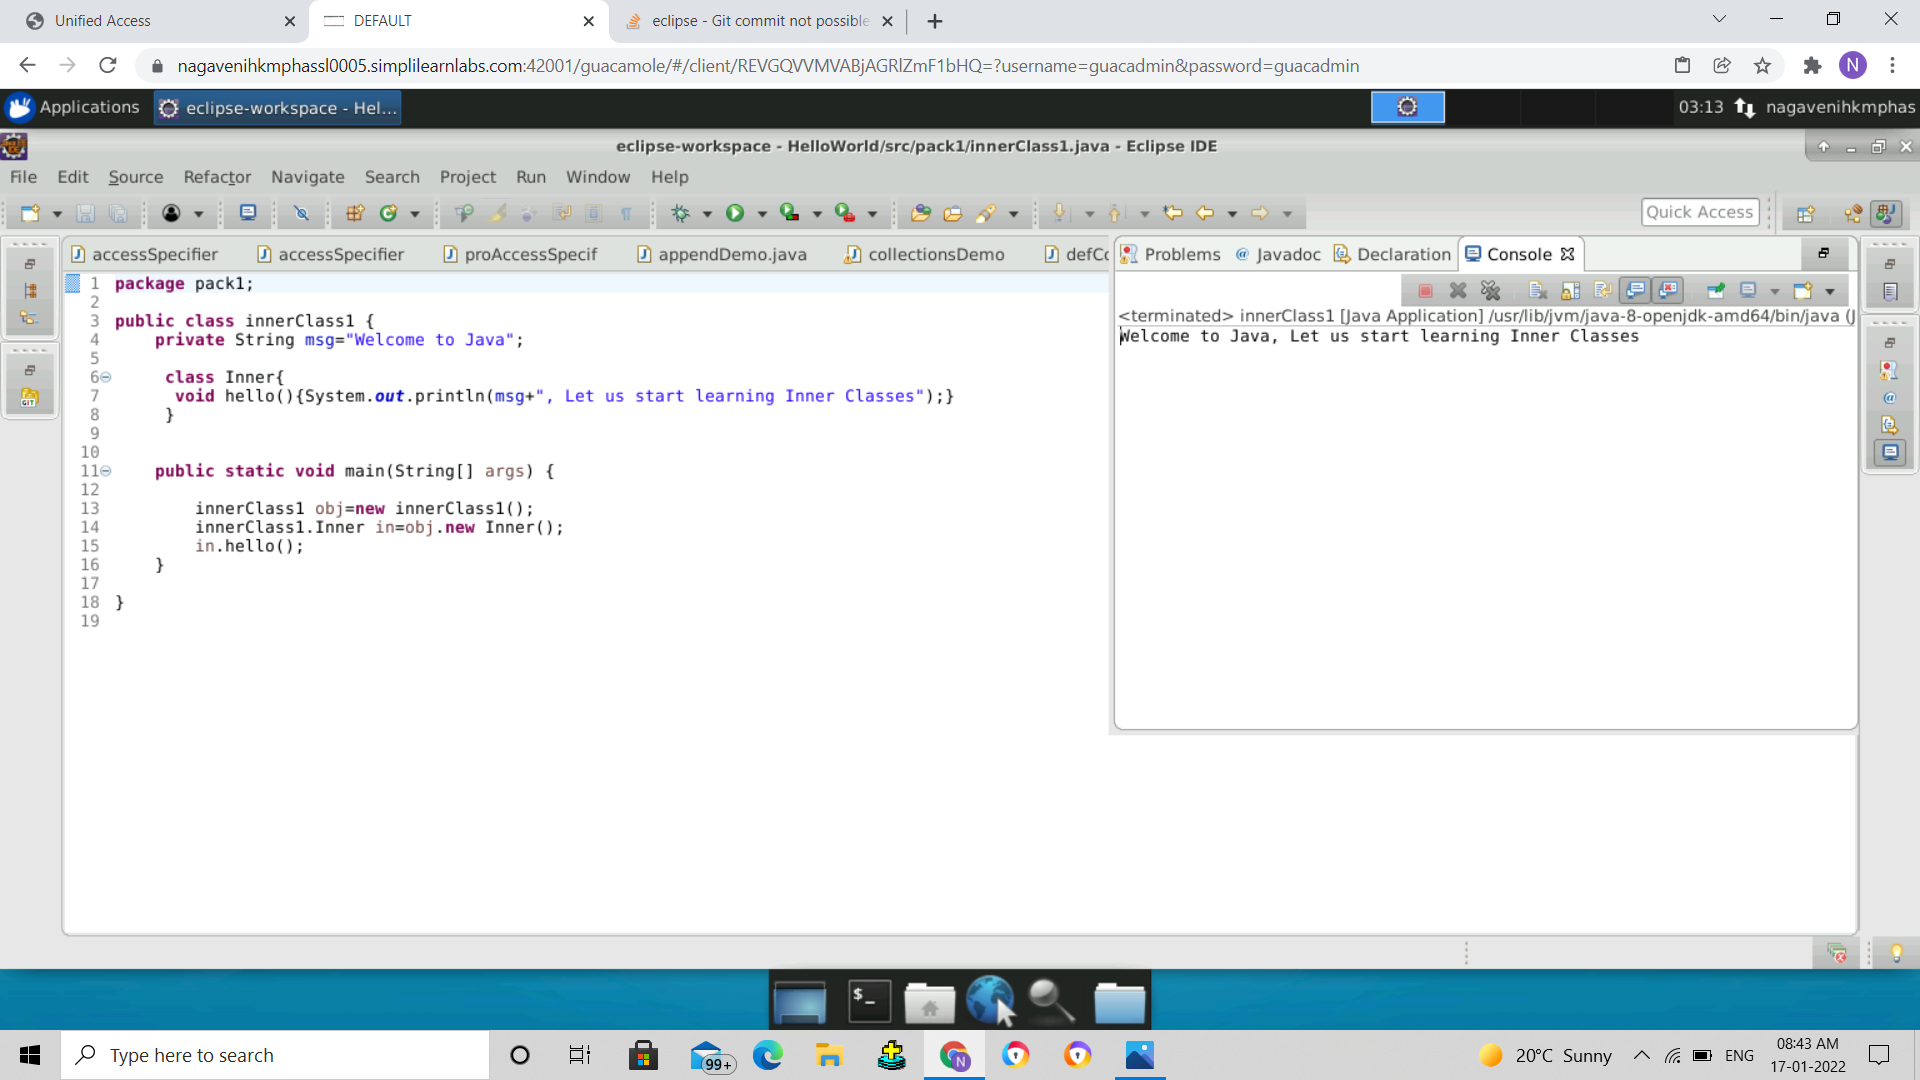 Unified Access
DEFAULT
eclipse - Git commit not possible
nagavenihkmphassl0005.simplilearnlabs.com:42001/guacamole/#/client/REVGQVVMVABjAGRlZmF1bHQ=?username=guacadmin&password=guacadmin
N
Applications
eclipse-workspace - Hel...
03:13
nagavenihkmphas
eclipse-workspace - HelloWorld/src/pack1/innerClass1.java - Eclipse IDE
File Edit Source Refactor Navigate Search Project Run Window Help
Quick Access
accessSpecifier
accessSpecifier
proAccessSpecif
appendDemo.java
collectionsDemo
defCo
Problems
@ Javadoc
Declaration
Console
<terminated> innerClass1 [Java Application] /usr/lib/jvm/java-8-openjdk-amd64/bin/java (J
Welcome to Java, Let us start learning Inner Classes
1 package pack1;
2
3 public class innerClass1 {
4 private String msg="Welcome to Java";
5
6 class Inner{
7 void hello(){System.out.println(msg+", Let us start learning Inner Classes");}
8 }
9
10
11 public static void main(String[] args) {
12
13 innerClass1 obj=new innerClass1();
14 innerClass1.Inner in=obj.new Inner();
15 in.hello();
16 }
17
18 }
19
GIT
@
$_
Type here to search
99+
N
20°C Sunny
ENG
08:43 AM
17-01-2022